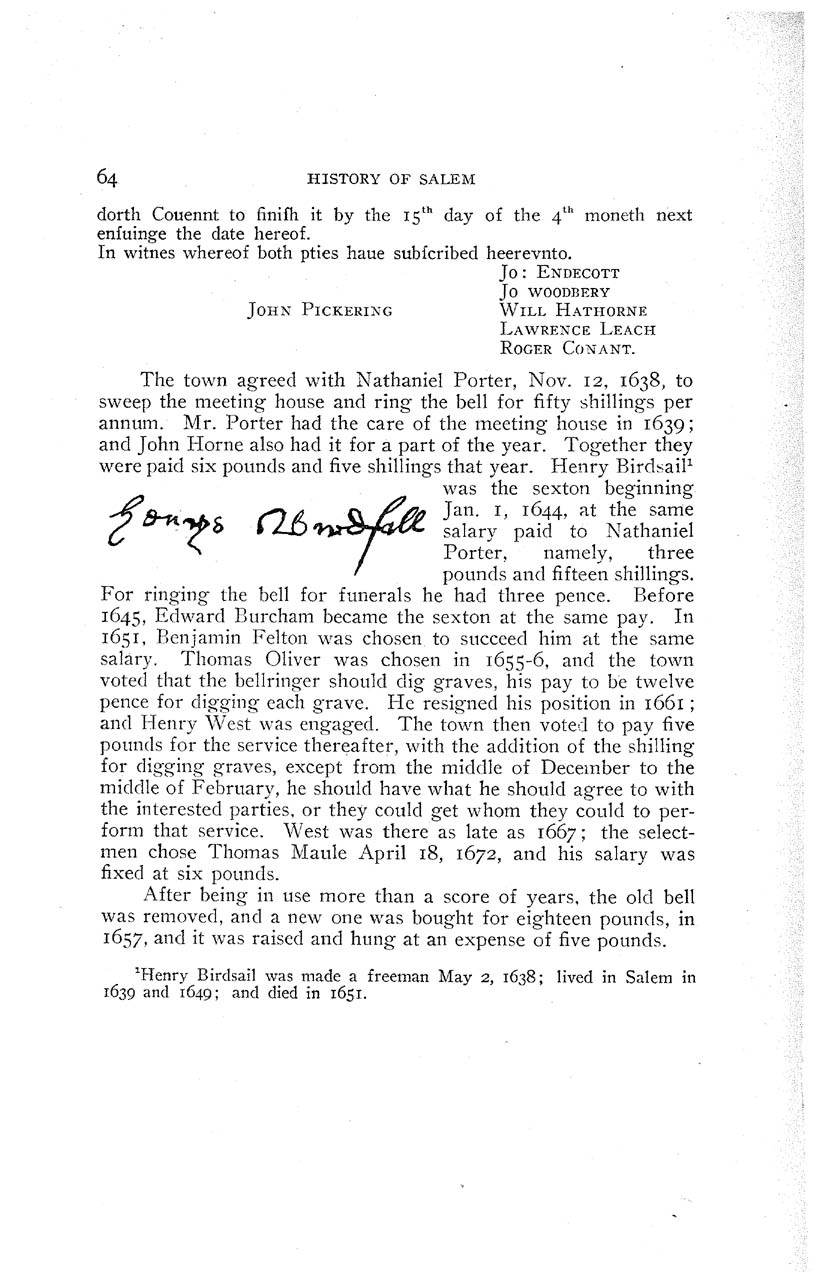 64 HISTORY OF SALEM
dorth Couennt to finiſh it by the 15th day of the 4th moneth next
enſuinge the date hereof.
In witnes whereof both pties haue subſcribed heerevnto.
Jo: Endecott
Jo woodbery
John Pickering Will Hathorne
Lawrence Leach
Roger Conant.
The town agreed with Nathaniel Porter, Nov. 12, 1638, to
sweep the meeting house and ring the bell for fifty shillings per
annum. Mr. Porter had the care of the meeting house in 1639;
and John Horne also had it for a part of the year. Together they
were paid six pounds and five shillings that year. Henry Birdsail¹
was the sexton beginning
Jan. 1, 1644, at the same
salary paid to Nathaniel
Porter, namely, three
pounds and fifteen shillings.
For ringing the bell for funerals he had three pence. Before
1645, Edward Burcham became the sexton at the same pay. In
1651, Benjamin Felton was chosen to succeed him at the same
salary. Thomas Oliver was chosen in 1655-6, and the town
voted that the bellringer should dig graves, his pay to be twelve
pence for digging each grave. He resigned his position in 1661;
and Henry West was engaged. The town then voted to pay five
pounds for the service thereafter, with the addition of the shilling
for digging graves, except from the middle of December to the
middle of February, he should have what he should agree to with
the interested parties, or they could get whom they could to per-
form that service. West was there as late as 1667; the select-
men chose Thomas Maule April 18, 1672, and his salary was
fixed at six pounds.
After being in use more than a score of years, the old bell
was removed, and a new one was bought for eighteen pounds, in
1657, and it was raised and hung at an expense of five pounds.
¹Henry Birdsail was made a freeman May 2, 1638; lived in Salem in
1639 and 1649; and died in 1651.